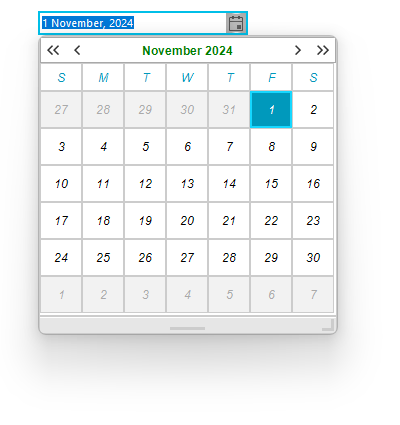 1 November, 2024
November 2024
S M T W T F S
27 28 29 30 31 1 2
3 4 5 6 7 8 9
10 11 12 13 14 15 16
17 18 19 20 21 22 23
24 25 26 27 28 29 30
1 2 3 4 5 6 7